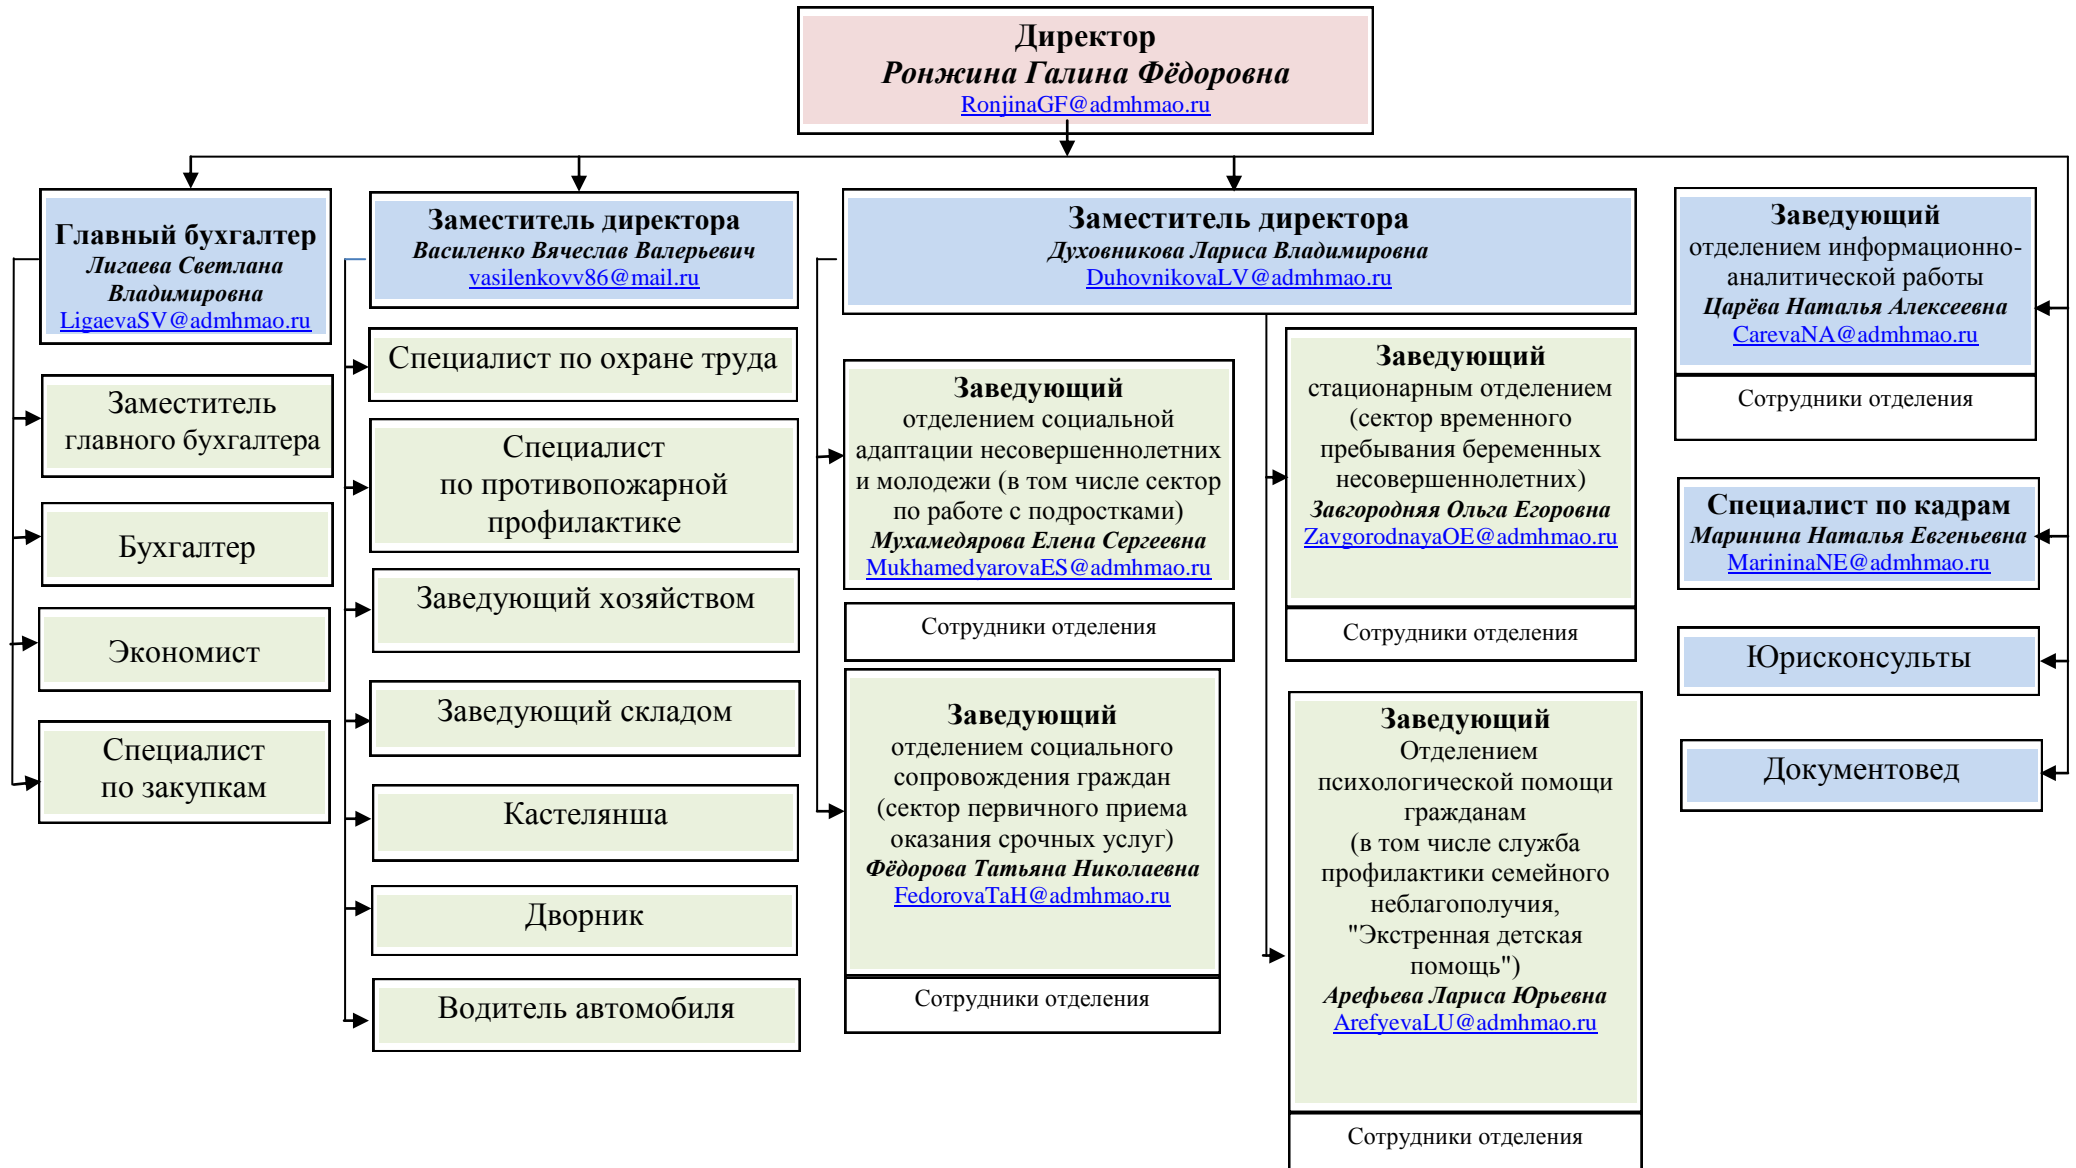 Директор
Ронжина Галина Фёдоровна
RonjinaGF@admhmao.ru
Главный бухгалтер
Лигаева Светлана
Владимировна
LigaevaSV@admhmao.ru
Заместитель
главного бухгалтера
Бухгалтер
Экономист
Специалист
по закупкам
Заместитель директора
Василенко Вячеслав Валерьевич
vasilenkovv86@mail.ru
Специалист по охране труда
Специалист
по противопожарной
профилактике
Заведующий хозяйством
Заведующий складом
Кастелянша
Дворник
Водитель автомобиля
Заместитель директора
Духовникова Лариса Владимировна
DuhovnikovaLV@admhmao.ru
Заведующий
отделением социальной
адаптации несовершеннолетних
и молодежи (в том числе сектор
по работе с подростками)
Мухамедярова Елена Сергеевна
MukhamedyarovaES@admhmao.ru
Сотрудники отделения
Заведующий
отделением социального
сопровождения граждан
(сектор первичного приема
оказания срочных услуг)
Фёдорова Татьяна Николаевна
FedorovaTaH@admhmao.ru
Сотрудники отделения
Заведующий
стационарным отделением
(сектор временного
пребывания беременных
несовершеннолетних)
Завгородняя Ольга Егоровна
ZavgorodnayaOE@admhmao.ru
Сотрудники отделения
Заведующий
Отделением
психологической помощи
гражданам
(в том числе служба
профилактики семейного
неблагополучия,
"Экстренная детская
помощь")
Арефьева Лариса Юрьевна
ArefyevaLU@admhmao.ru
Сотрудники отделения
Заведующий
отделением информационно-
аналитической работы
Царёва Наталья Алексеевна
CarevaNA@admhmao.ru
Сотрудники отделения
Специалист по кадрам
Маринина Наталья Евгеньевна
MarininaNE@admhmao.ru
Юрисконсульты
Документовед